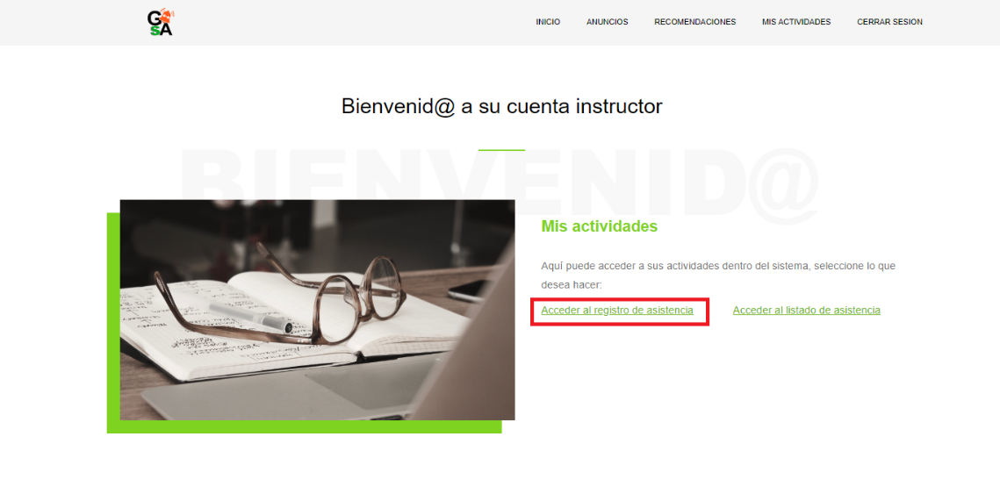 G
sA
INICIO
ANUNCIOS
RECOMENDACIONES
MIS ACTIVIDADES
CERRAR SESION
Bienvenid@ a su cuenta instructor
BIENVENID@
Mis actividades
Aquí puede acceder a sus actividades dentro del sistema, seleccione lo que
desea hacer:
Acceder al registro de asistencia
Acceder al listado de asistencia